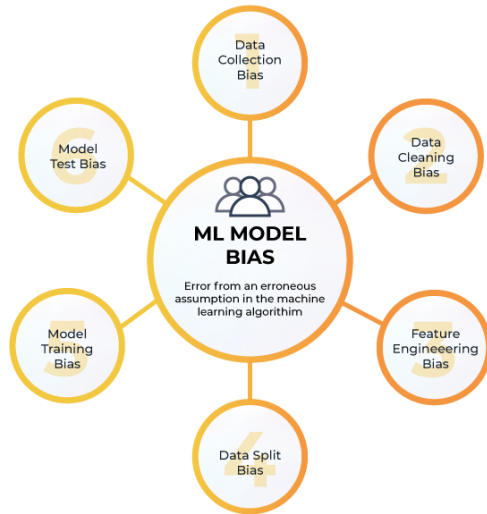 1
Data
Collection
Bias
2
Data
Cleaning
Bias
3
Feature
Engineeering
Bias
4
Data Split
Bias
5
Model
Training
Bias
6
Model
Test Bias
ML MODEL
BIAS
Error from an erroneous
assumption in the machine
learning algorithim